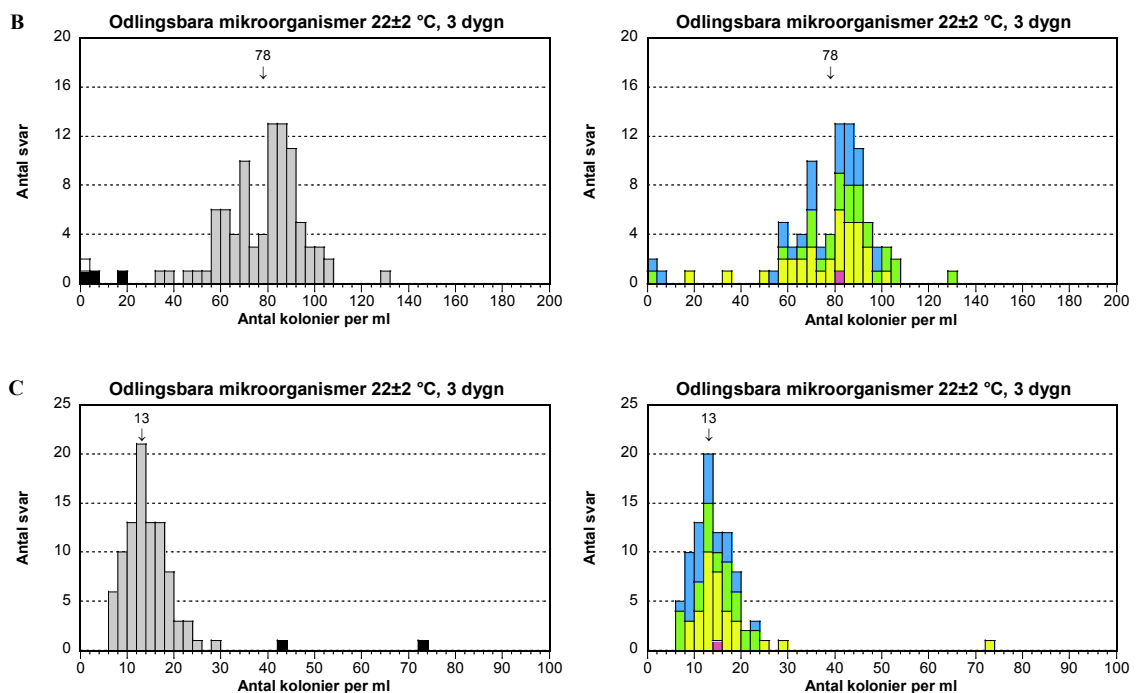 B
Odlingsbara mikroorganismer 22±2 °C, 3 dygn
20
16
12
8
4
0
Antal svar
78
↓
0 20 40 60 80 100 120 140 160 180 200
Antal kolonier per ml
Odlingsbara mikroorganismer 22±2 °C, 3 dygn
20
16
12
8
4
0
Antal svar
78
↓
0 20 40 60 80 100 120 140 160 180 200
Antal kolonier per ml
C
Odlingsbara mikroorganismer 22±2 °C, 3 dygn
25
20
15
10
5
0
Antal svar
13
↓
0 10 20 30 40 50 60 70 80 90 100
Antal kolonier per ml
Odlingsbara mikroorganismer 22±2 °C, 3 dygn
25
20
15
10
5
0
Antal svar
13
↓
0 10 20 30 40 50 60 70 80 90 100
Antal kolonier per ml